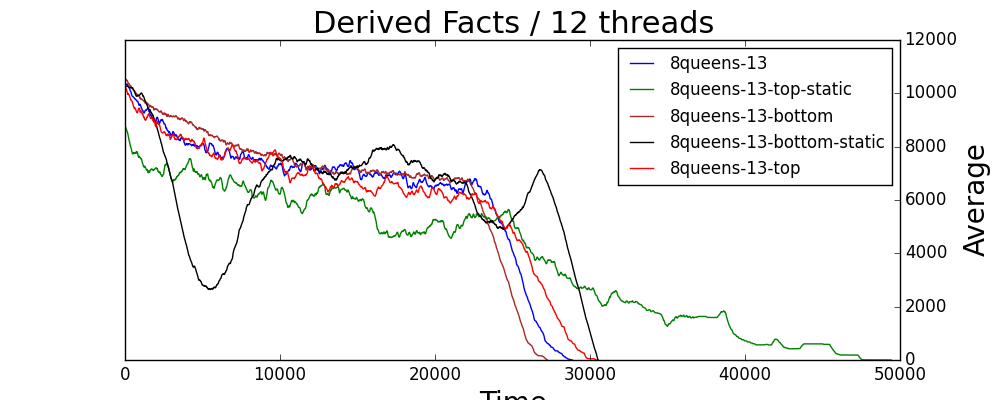 Derived Facts / 12 threads
8queens-13
8queens-13-top-static
8queens-13-bottom
8queens-13-bottom-static
8queens-13-top
12000
10000
8000
6000
4000
2000
0
Average
0 10000 20000 30000 40000 50000
Time